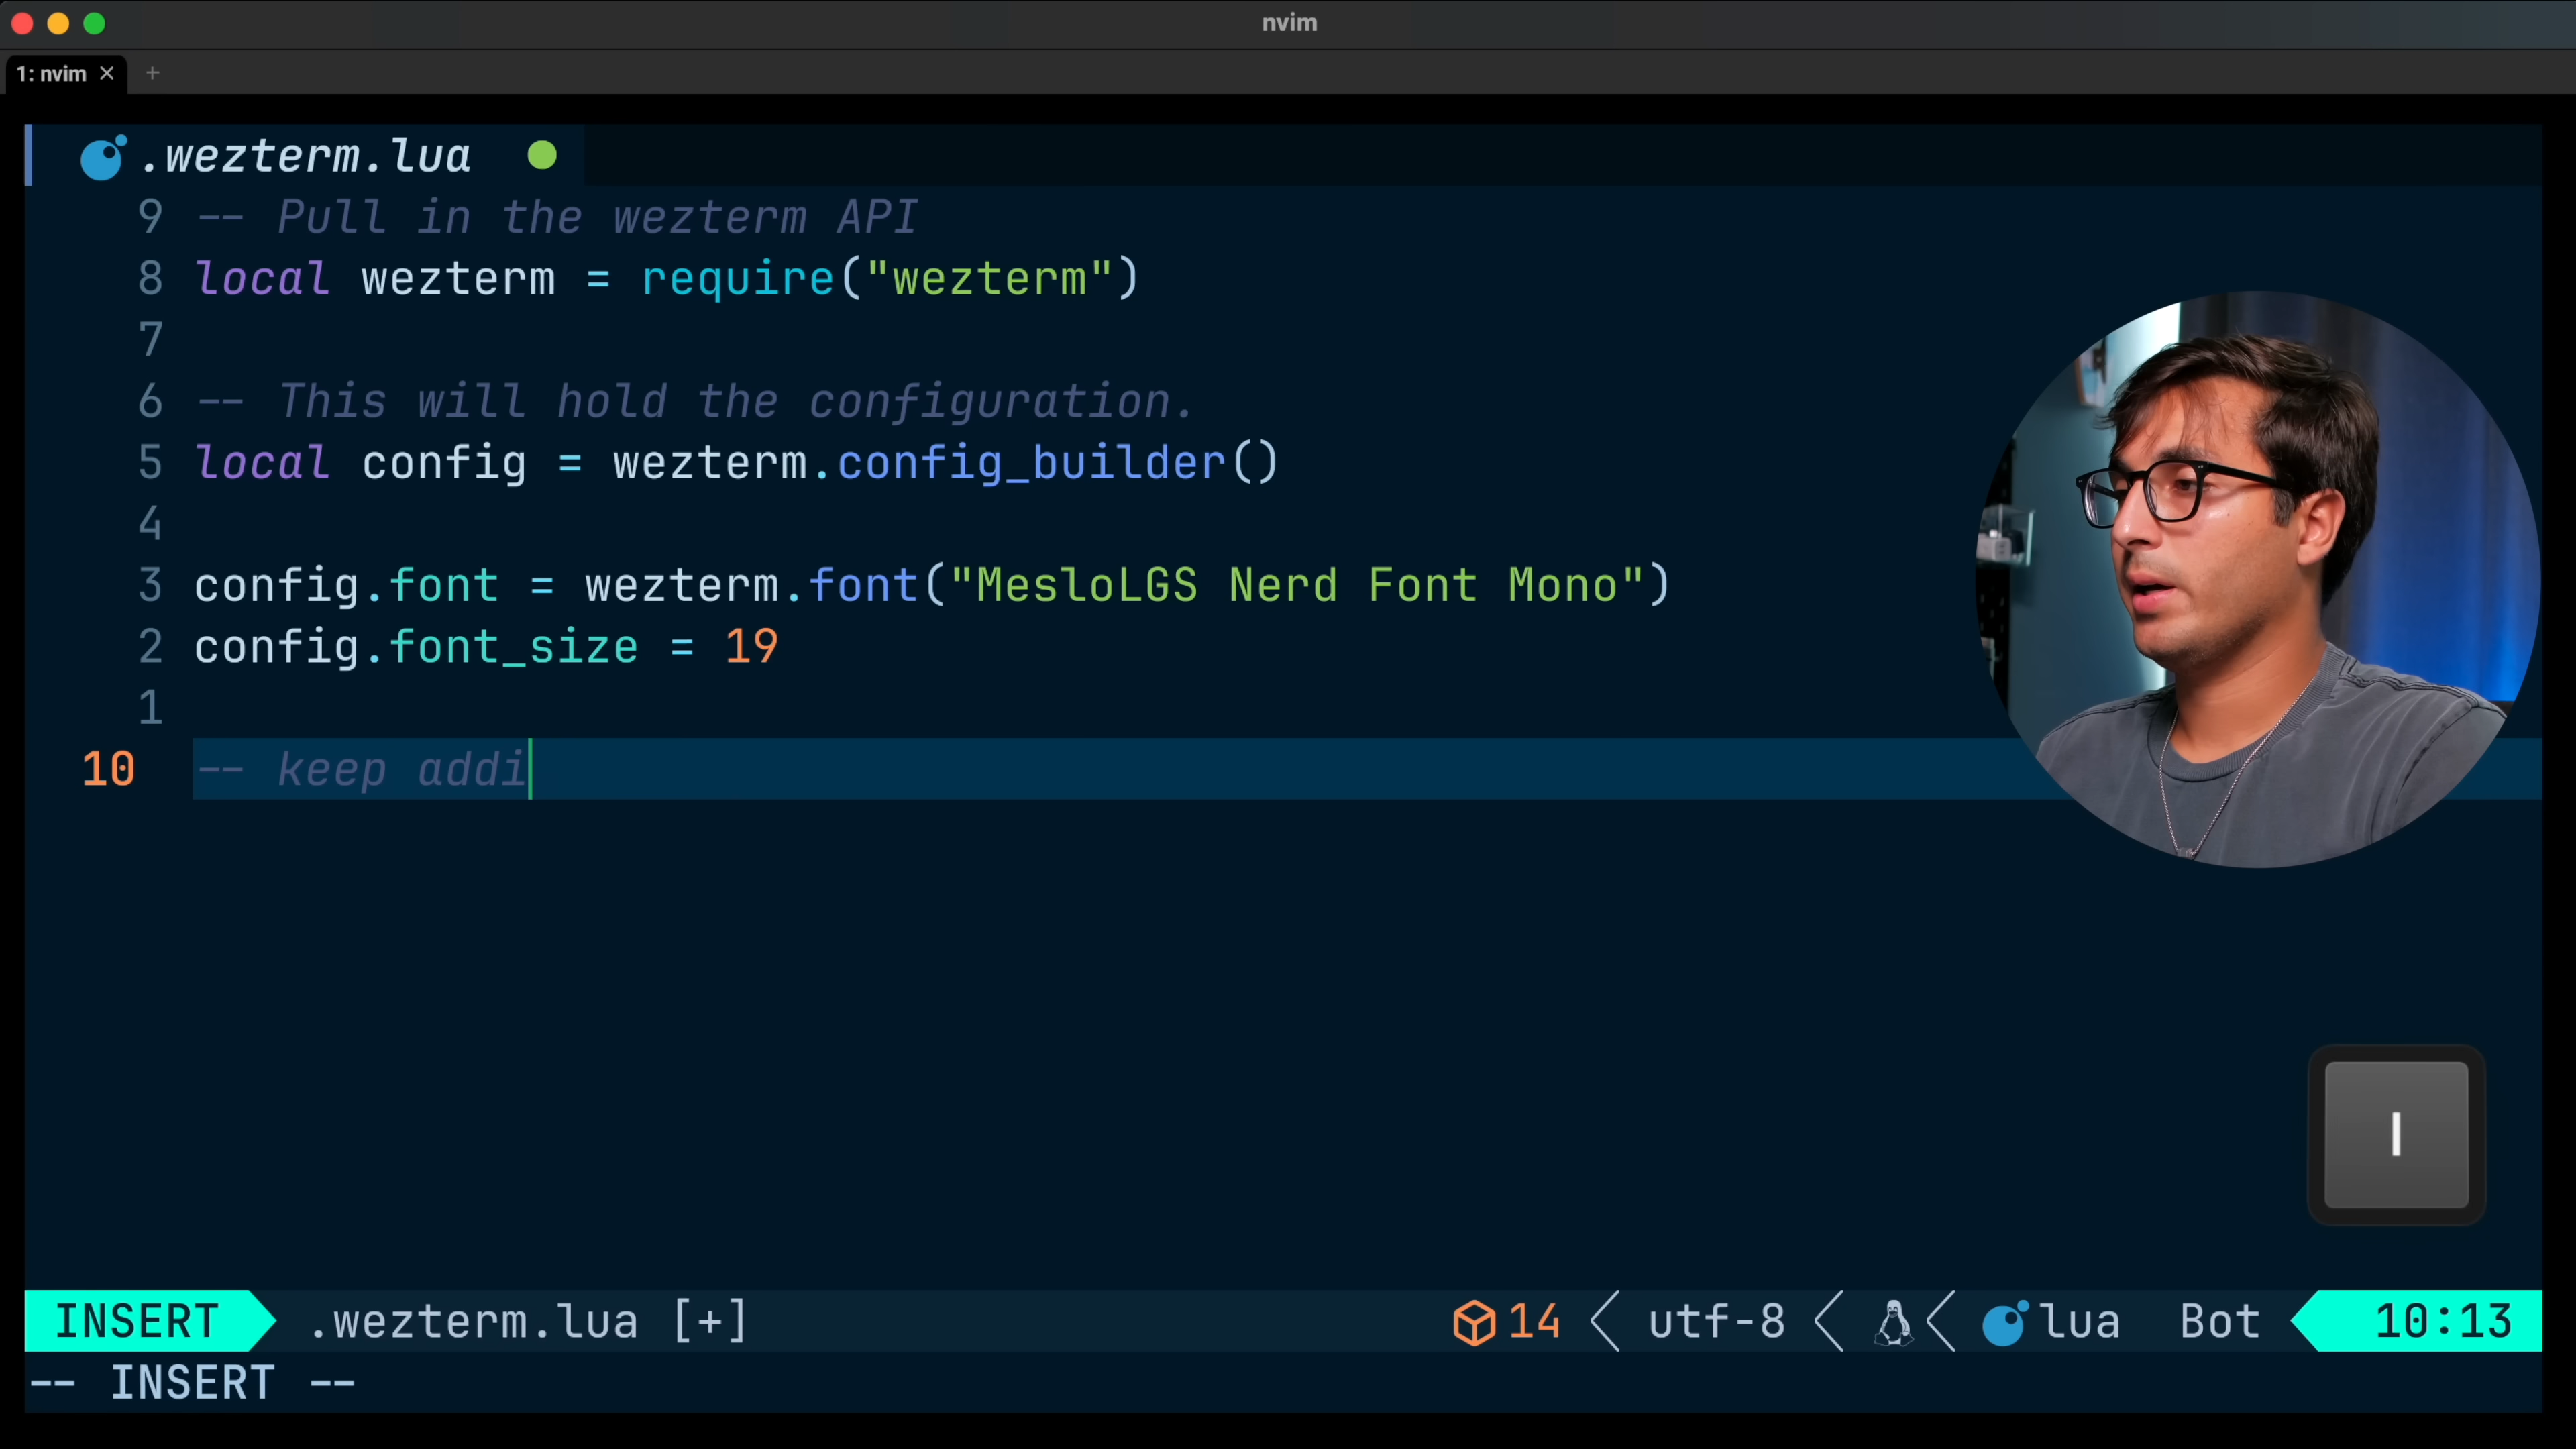 nvim
1: nvim × +
.wezterm.lua
9 -- Pull in the wezterm API
8 local wezterm = require("wezterm")
7
6 -- This will hold the configuration.
5 local config = wezterm.config_builder()
4
3 config.font = wezterm.font("MesloLGS Nerd Font Mono")
2 config.font_size = 19
1
10 -- keep addi
I
INSERT .wezterm.lua [+] 14 utf-8 lua Bot 10:13
-- INSERT --